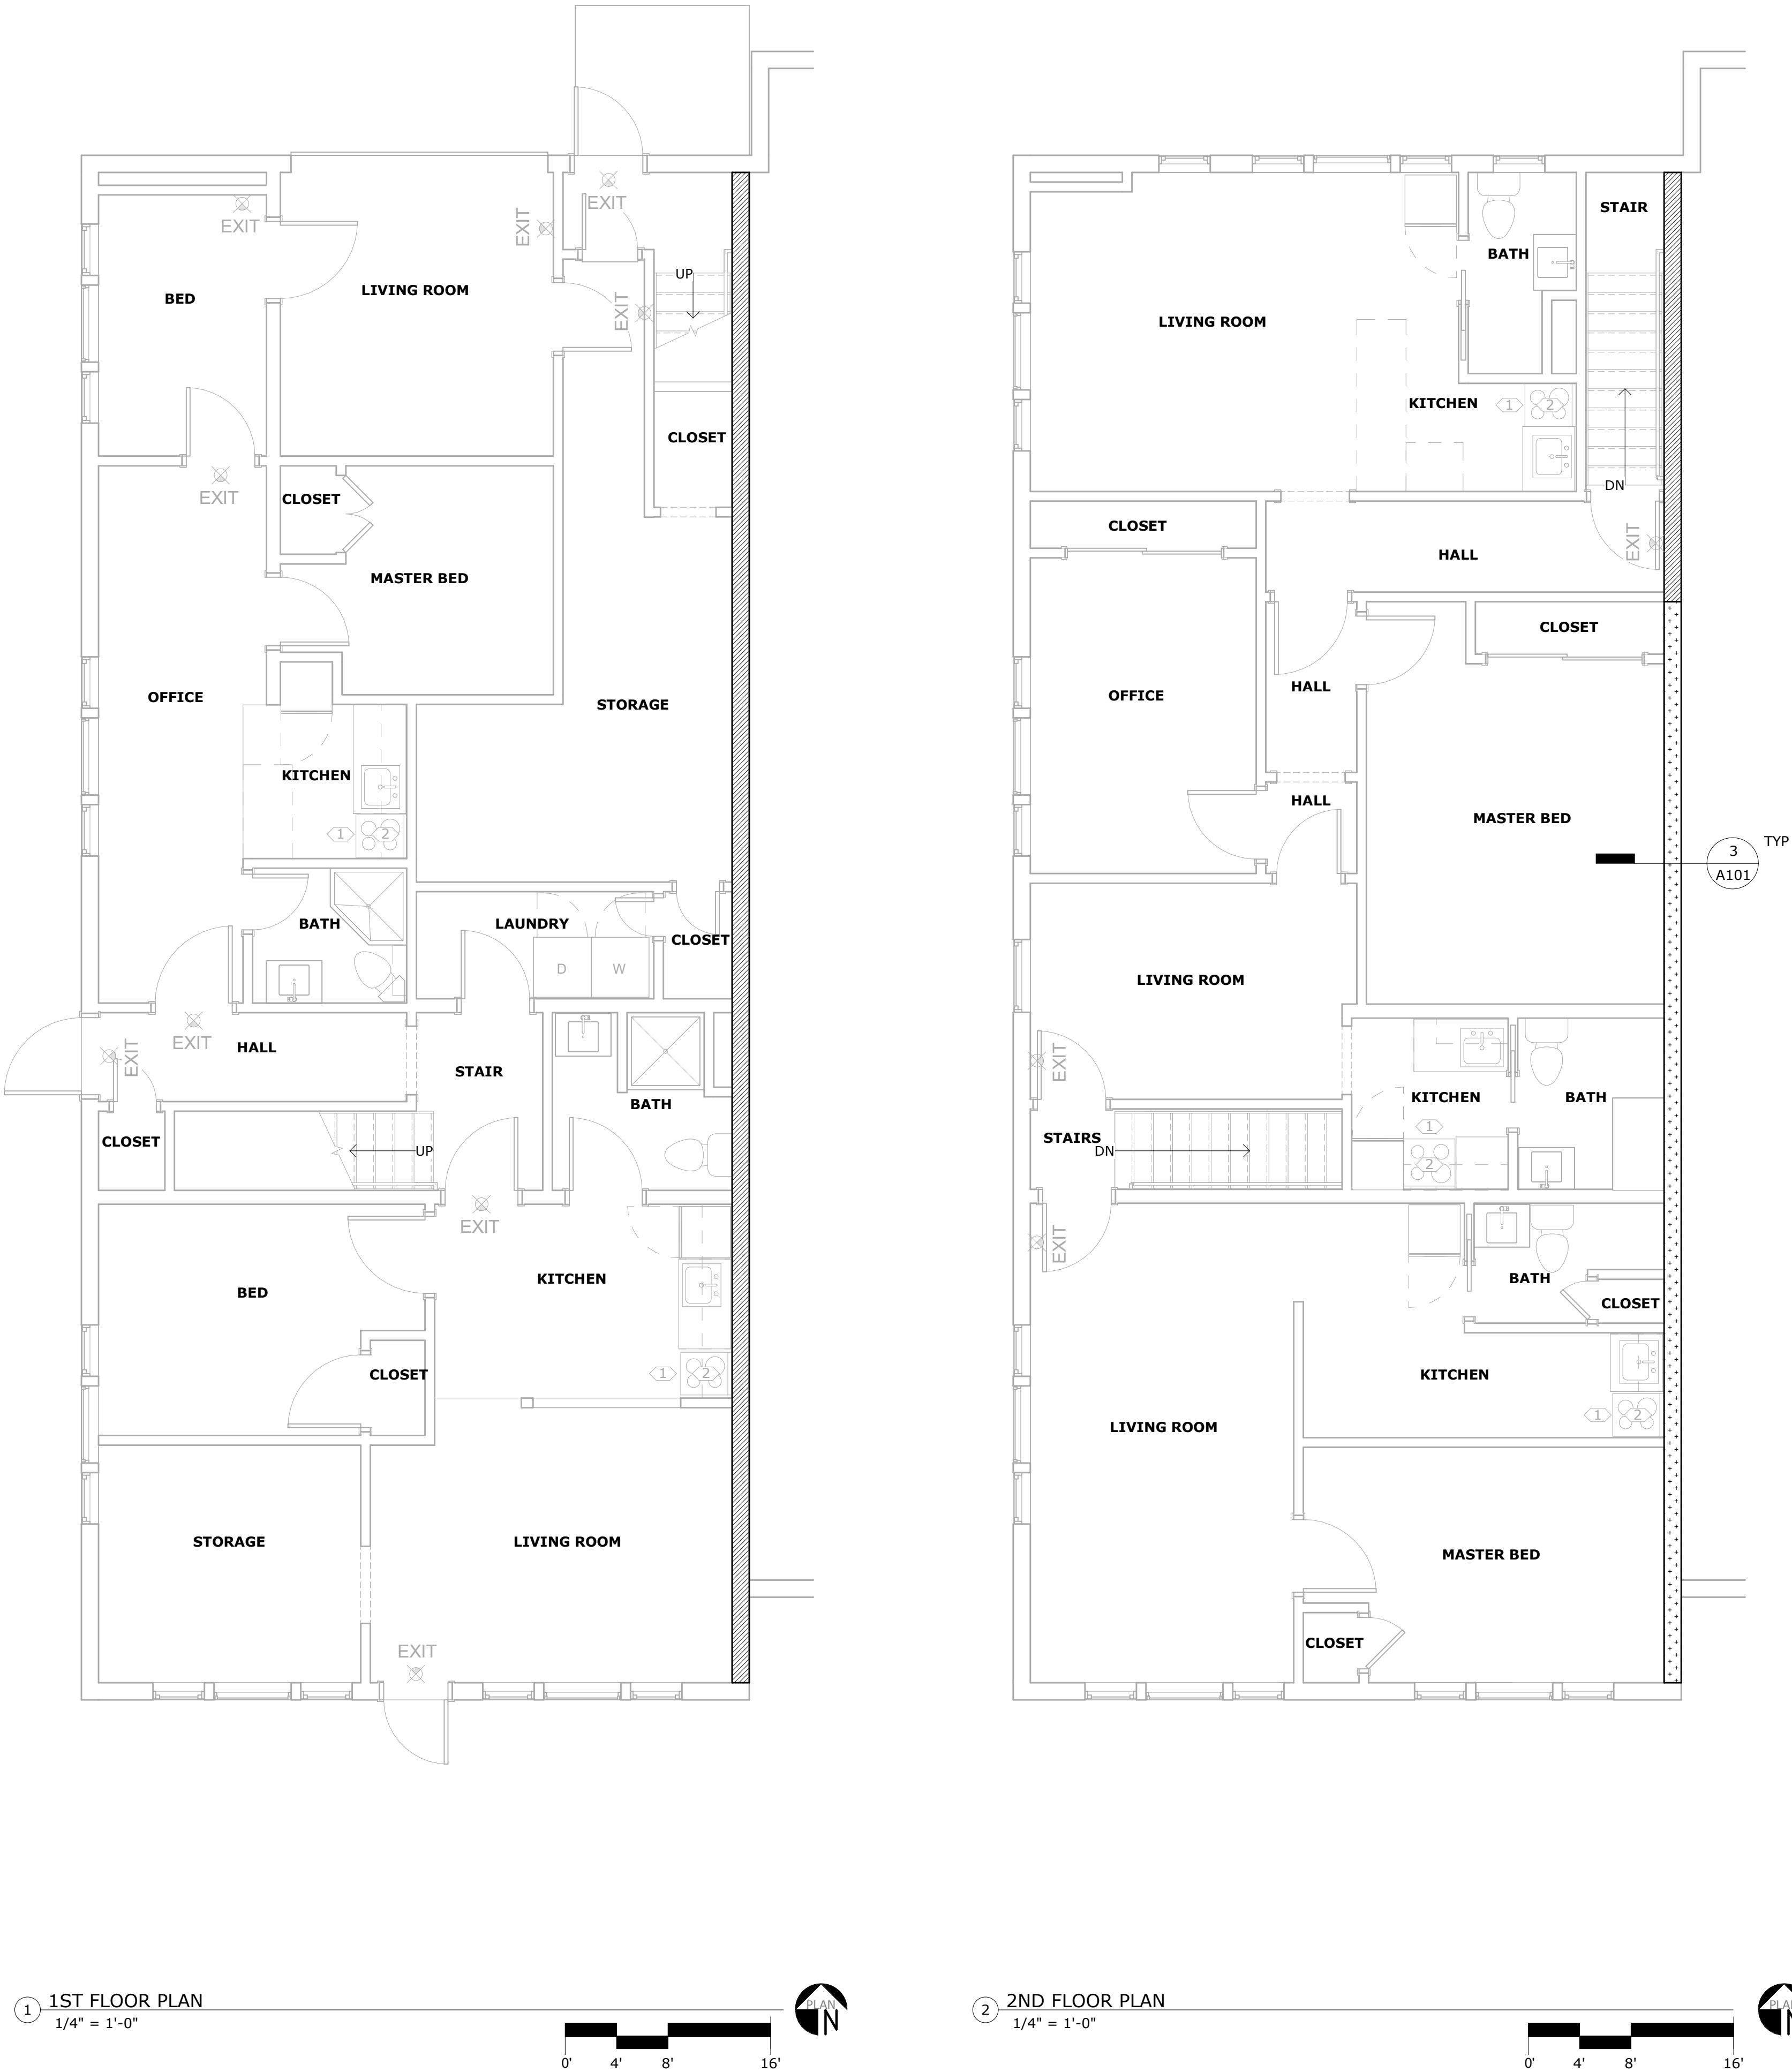 EXIT
EXIT
EXIT
UP
BED
LIVING ROOM
EXIT
CLOSET
EXIT
CLOSET
MASTER BED
OFFICE
STORAGE
KITCHEN
1
2
BATH
LAUNDRY
CLOSET
D
W
EXIT
EXIT
HALL
STAIR
BATH
CLOSET
UP
EXIT
BED
KITCHEN
CLOSET
1
2
STORAGE
LIVING ROOM
EXIT
1
1ST FLOOR PLAN
1/4" = 1'-0"
PLAN
N
0'
4'
8'
16'
STAIR
BATH
LIVING ROOM
KITCHEN
1
2
DN
CLOSET
HALL
EXIT
CLOSET
HALL
OFFICE
HALL
MASTER BED
3
A101
TYP
LIVING ROOM
EXIT
KITCHEN
BATH
1
STAIRS
DN
2
EXIT
BATH
CLOSET
KITCHEN
1
2
LIVING ROOM
MASTER BED
CLOSET
2
2ND FLOOR PLAN
1/4" = 1'-0"
0'
4'
8'
16'